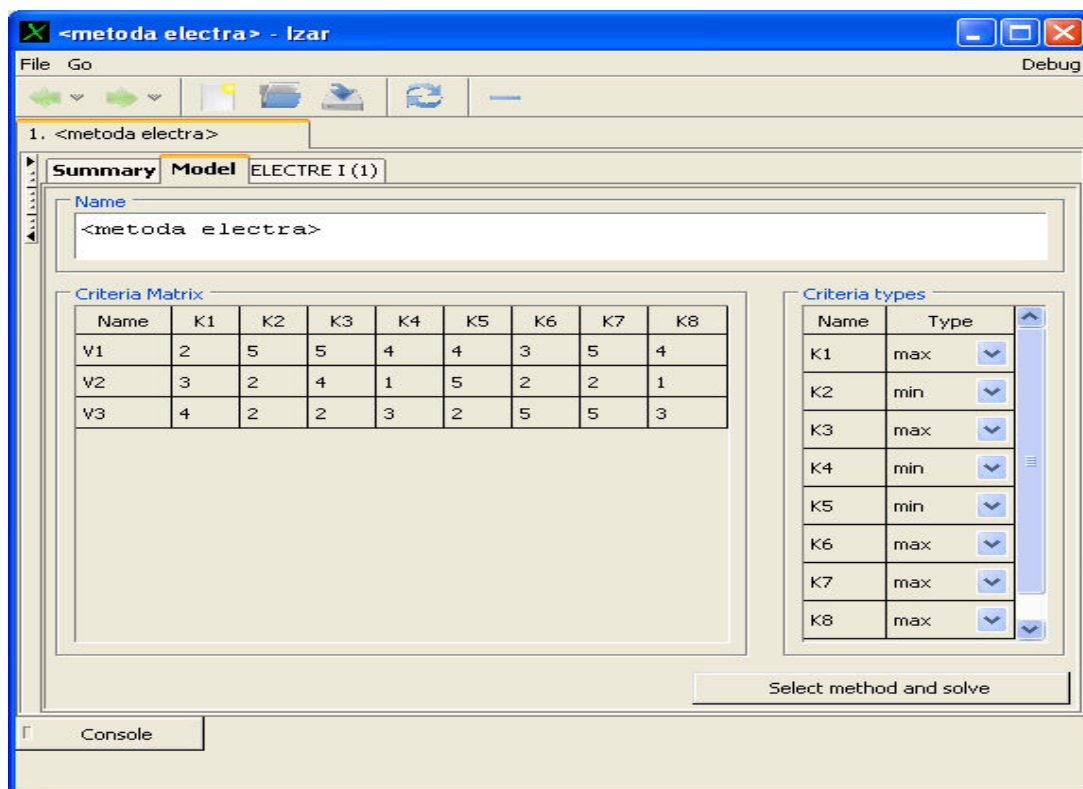 <metoda electra> - Izar
File Go Debug
1. <metoda electra>
Summary Model ELECTRE I (1)
Name
<metoda electra>
Criteria Matrix
Name K1 K2 K3 K4 K5 K6 K7 K8
V1 2 5 5 4 4 3 5 4
V2 3 2 4 1 5 2 2 1
V3 4 2 2 3 2 5 5 3
Criteria types
Name Type
K1 max
K2 min
K3 max
K4 min
K5 min
K6 max
K7 max
K8 max
Select method and solve
Console